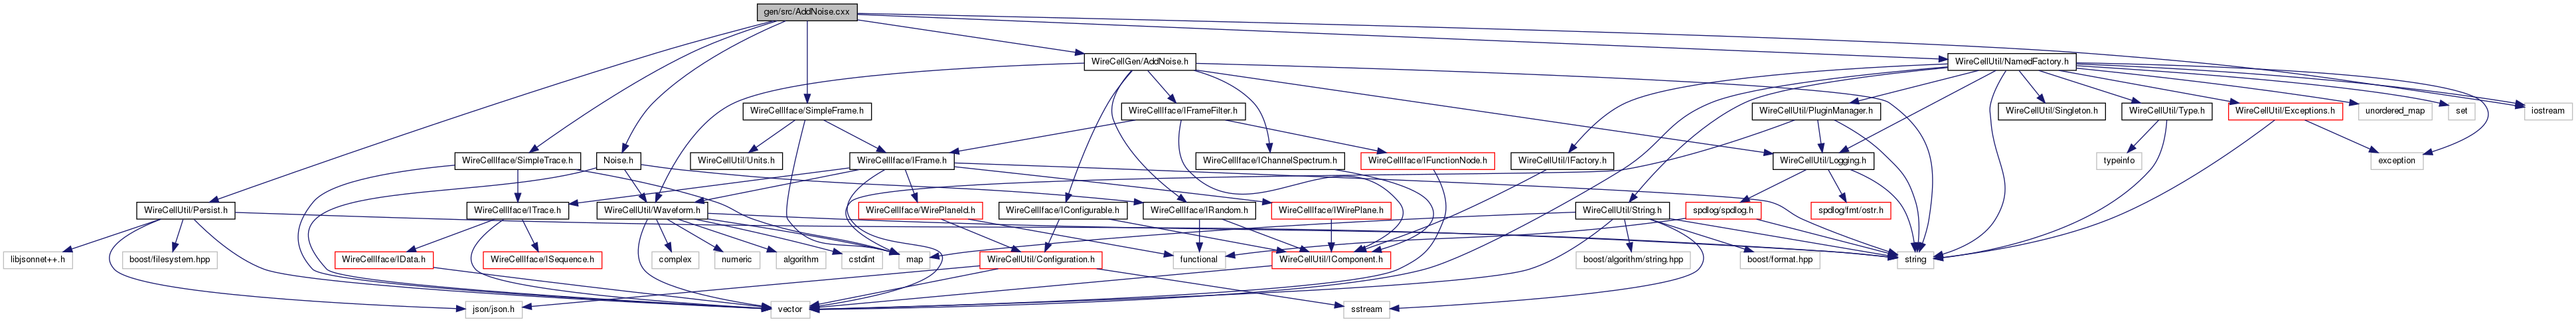 gen/src/AddNoise.cxx
WireCellGen/AddNoise.h
WireCellUtil/NamedFactory.h
WireCellIface/SimpleFrame.h
WireCellIface/IFrameFilter.h
WireCellUtil/PluginManager.h
WireCellUtil/Singleton.h
WireCellUtil/Type.h
WireCellUtil/Exceptions.h
unordered_map
set
iostream
WireCellIface/SimpleTrace.h
Noise.h
WireCellUtil/Units.h
WireCellIface/IFrame.h
WireCellIface/IChannelSpectrum.h
WireCellIface/IFunctionNode.h
WireCellUtil/IFactory.h
WireCellUtil/Logging.h
typeinfo
exception
WireCellUtil/Persist.h
WireCellIface/ITrace.h
WireCellUtil/Waveform.h
WireCellIface/WirePlaneId.h
WireCellIface/IConfigurable.h
WireCellIface/IRandom.h
WireCellIface/IWirePlane.h
WireCellUtil/String.h
spdlog/spdlog.h
spdlog/fmt/ostr.h
libjsonnet++.h
boost/filesystem.hpp
WireCellIface/IData.h
WireCellIface/ISequence.h
complex
numeric
algorithm
cstdint
map
WireCellUtil/Configuration.h
functional
WireCellUtil/IComponent.h
boost/algorithm/string.hpp
boost/format.hpp
string
json/json.h
vector
sstream